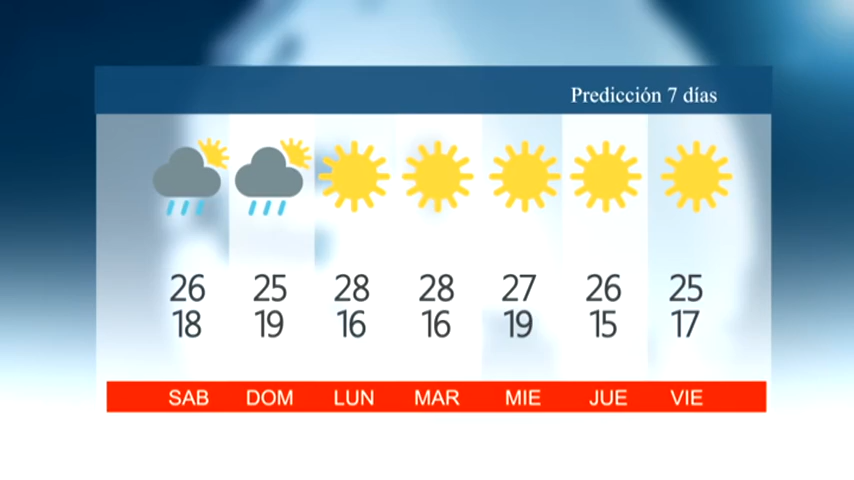 Predicción 7 días
26 25 28 28 27 26 25
18 19 16 16 19 15 17
SAB DOM LUN MAR MIE JUE VIE